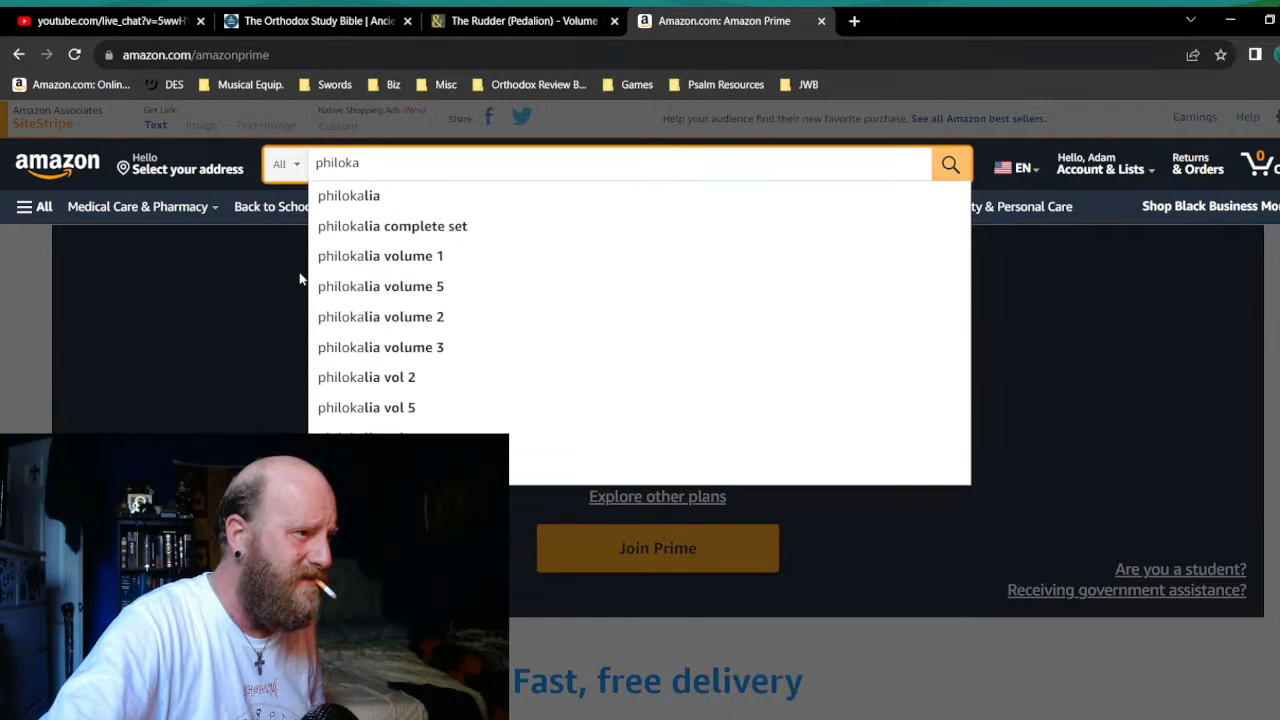 youtube.com/live_chat?v=5wwH
The Orthodox Study Bible | Ancie
The Rudder (Pedalion) - Volume
Amazon.com: Amazon Prime
amazon.com/amazonprime
Amazon.com: Onlin...
DES
Musical Equip.
Swords
Biz
Misc
Orthodox Review B...
Games
Psalm Resources
JWB
Amazon Associates
SiteStripe
Get Link:
Text
Image
Text+Image
Native Shopping Ads (New)
Custom
Share:
Help your audience find their new favorite purchase. See all Amazon best sellers.
Earnings
Help
amazon
Hello
Select your address
All
philoka
EN
Hello, Adam
Account & Lists
Returns
& Orders
0
All
Medical Care & Pharmacy
Back to Schoo
ty & Personal Care
Shop Black Business Mo
philokalia
philokalia complete set
philokalia volume 1
philokalia volume 5
philokalia volume 2
philokalia volume 3
philokalia vol 2
philokalia vol 5
Explore other plans
Join Prime
Are you a student?
Receiving government assistance?
Fast, free delivery